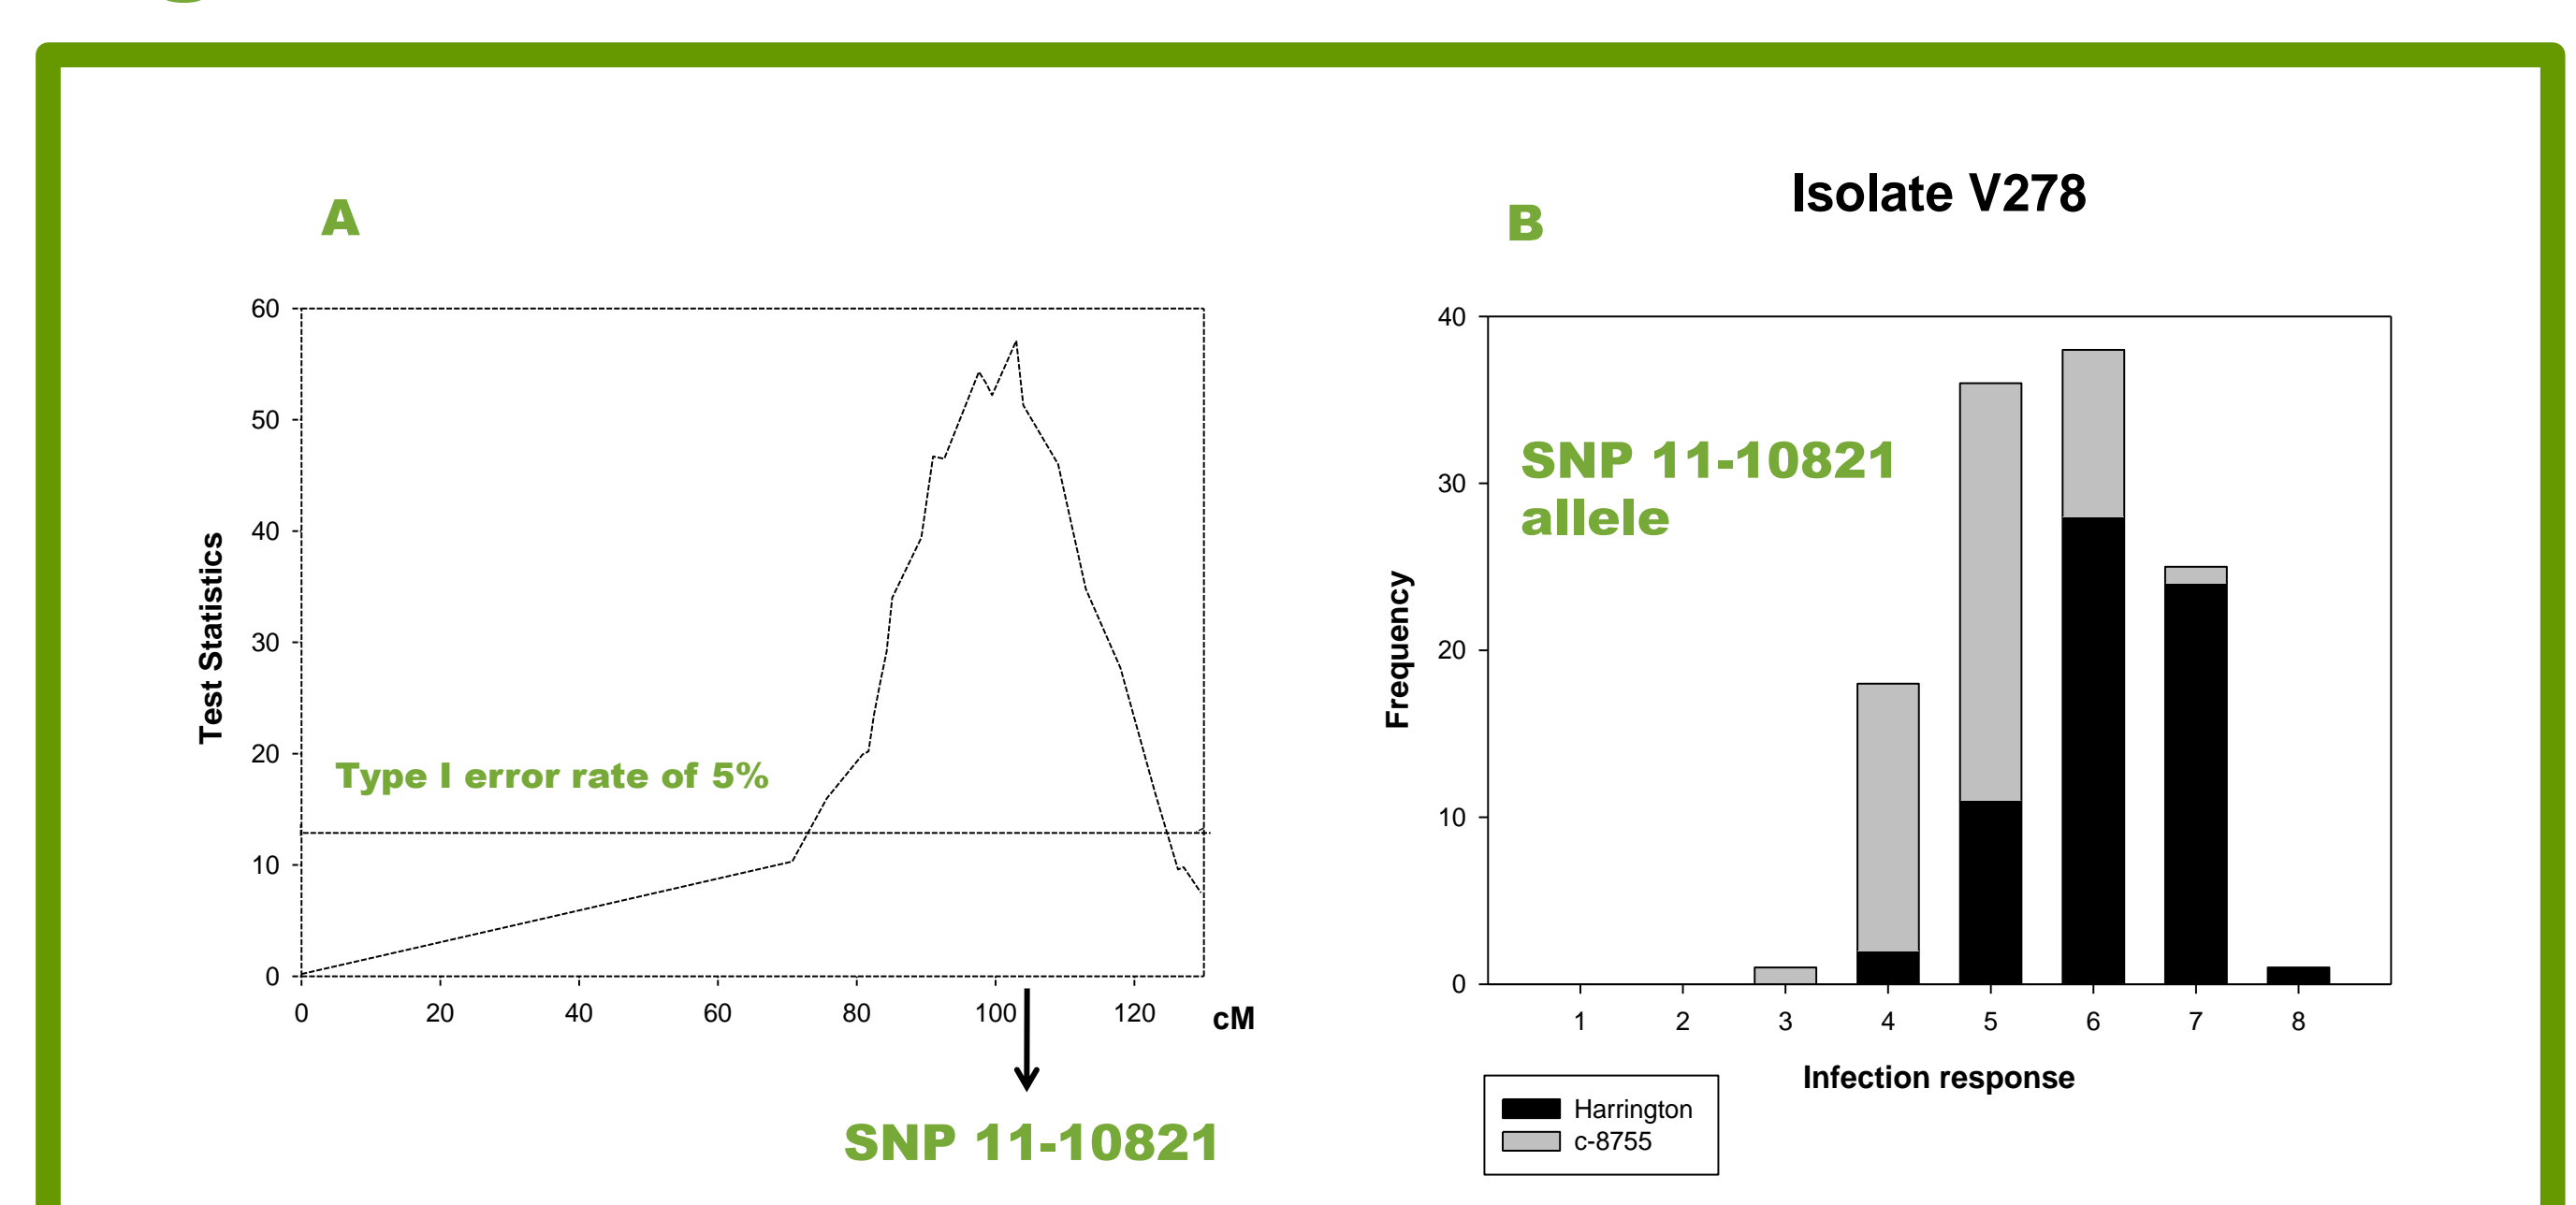 A
60
50
40
30
20
10
0
Test Statistics
Type I error rate of 5%
0 20 40 60 80 100 120 cM
SNP 11-10821
B
Isolate V278
40
30
20
10
0
Frequency
SNP 11-10821
allele
1 2 3 4 5 6 7 8
Infection response
Harrington
c-8755